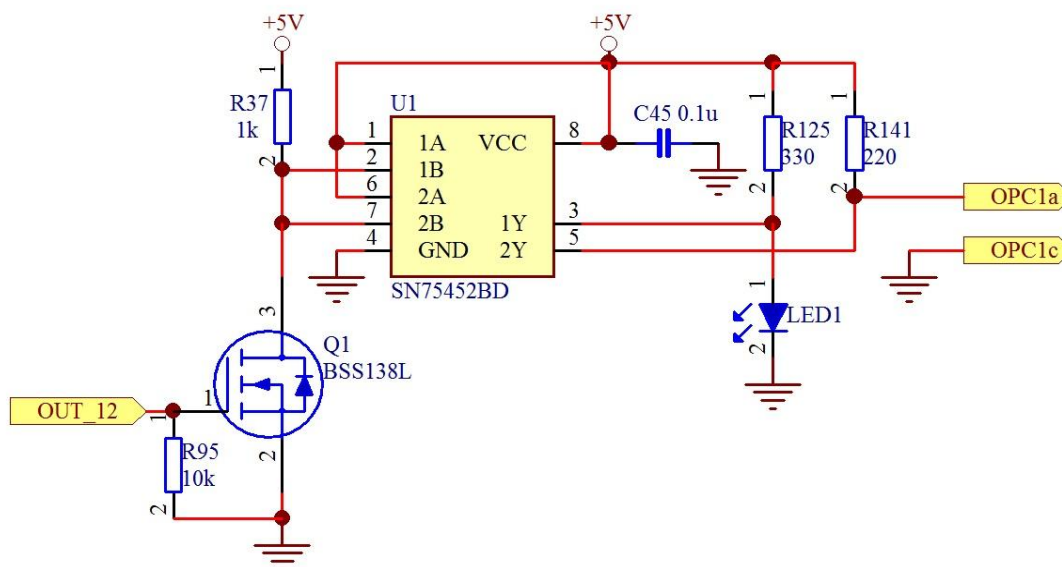 +5V
+5V
1
R37
1k
2
U1
1
2
6
7
4
1A
1B
2A
2B
GND
VCC
1Y
2Y
8
3
5
SN75452BD
C45 0.1u
1
R125
330
2
1
R141
220
2
OPC1a
OPC1c
1
LED1
2
3
Q1
BSS138L
1
2
OUT_12
1
R95
10k
2